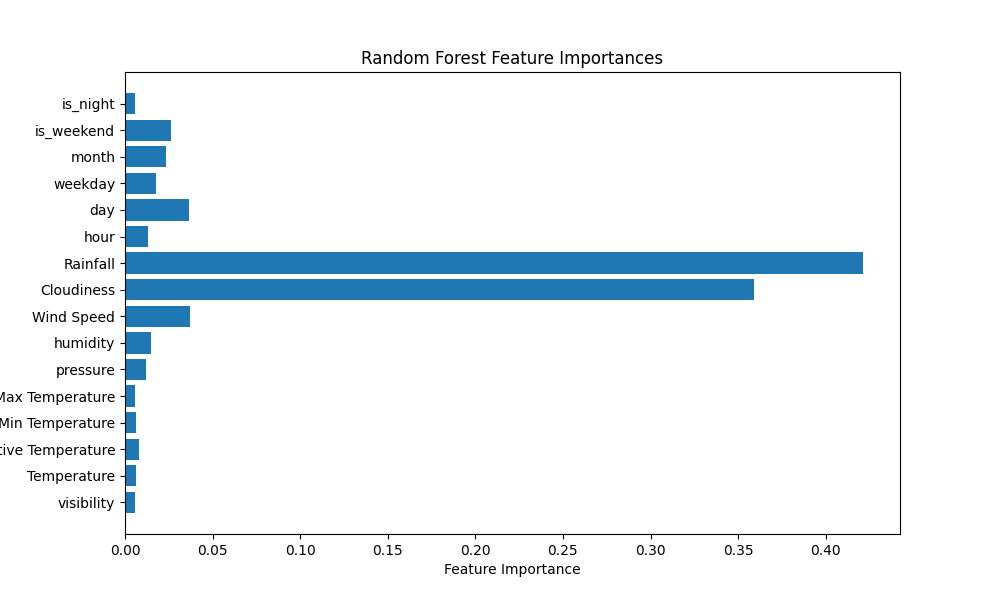 Random Forest Feature Importances
is_night
is_weekend
month
weekday
day
hour
Rainfall
Cloudiness
Wind Speed
humidity
pressure
Max Temperature
Min Temperature
tive Temperature
Temperature
visibility
0.00 0.05 0.10 0.15 0.20 0.25 0.30 0.35 0.40
Feature Importance